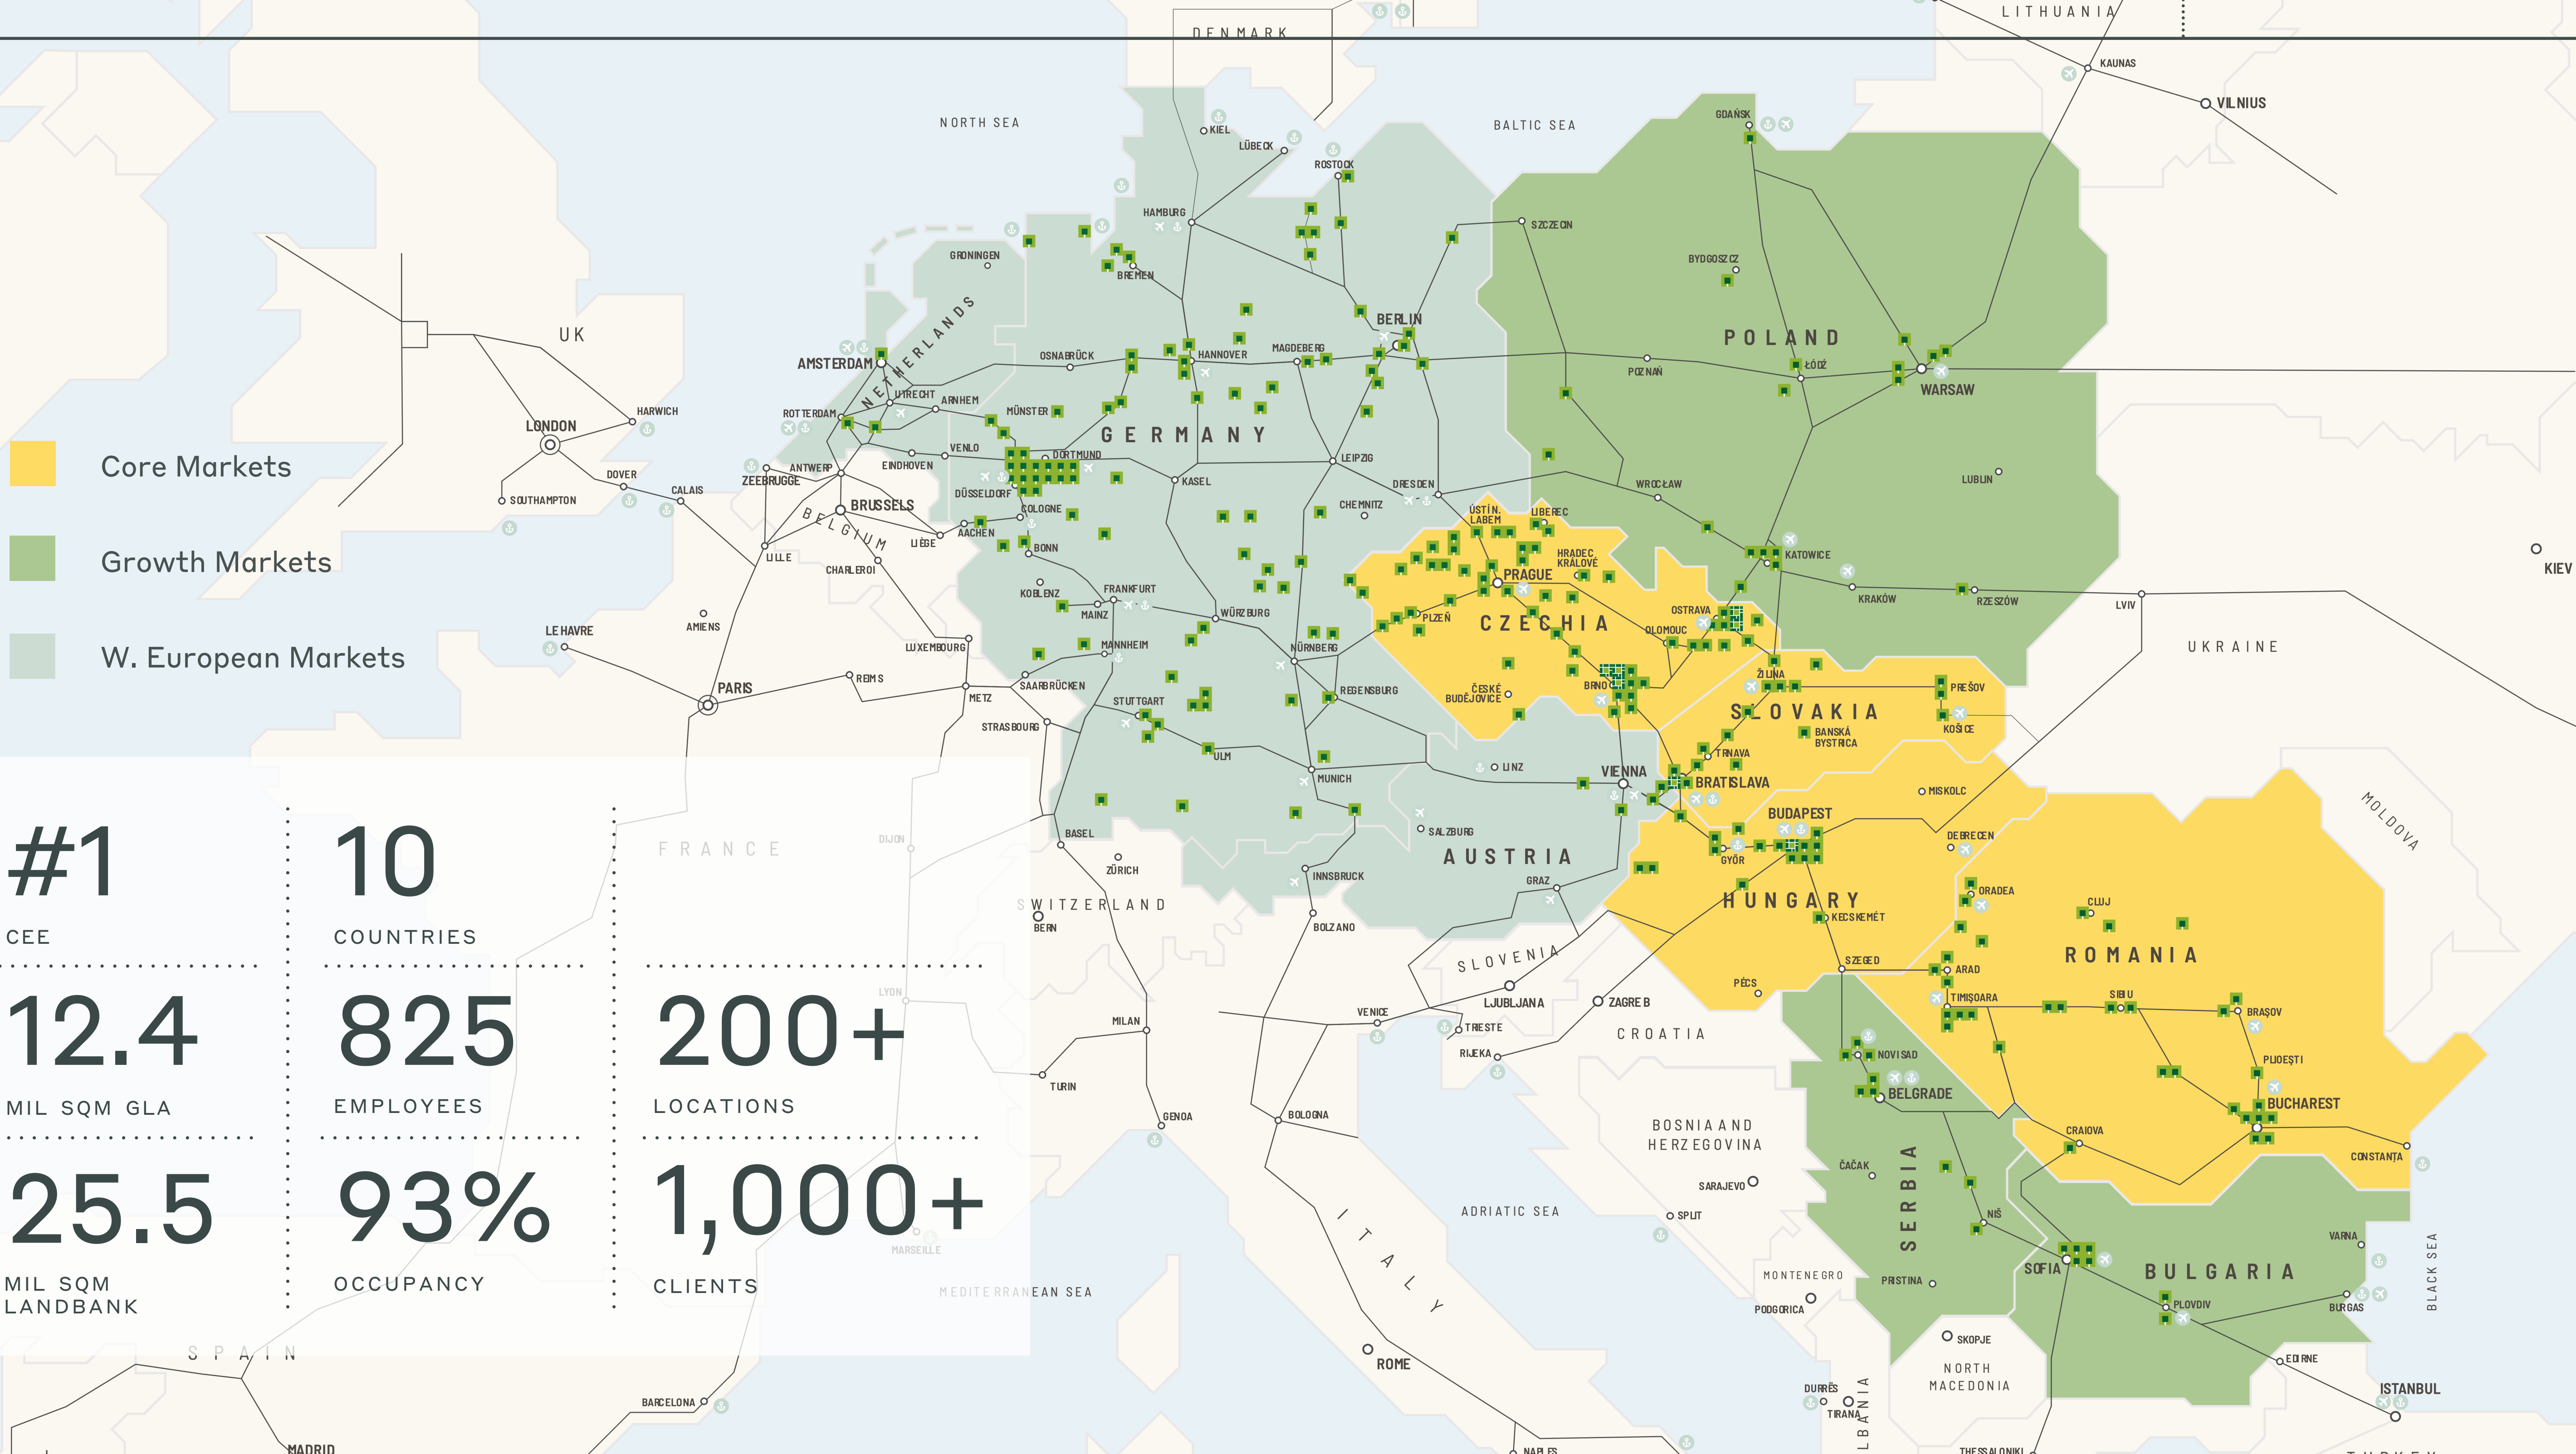 DENMARK
LITHUANIA
KAUNAS
VILNIUS
NORTH SEA
BALTIC SEA
KIEL
LÜBECK
ROSTOCK
GDAŃSK
HAMBURG
SZCZECIN
GRONINGEN
BREMEN
BYDGOSZCZ
UK
NETHERLANDS
BERLIN
POLAND
AMSTERDAM
OSNABRÜCK
HANNOVER
MAGDEBERG
POZNAŃ
ŁÓDŹ
WARSAW
UTRECHT
ARNHEM
HARWICH
ROTTERDAM
MÜNSTER
LONDON
GERMANY
VENLO
DORTMUND
EINDHOVEN
LEIPZIG
Core Markets
DOVER
CALAIS
ANTWERP
ZEEBRUGGE
KASEL
DRESDEN
WROCŁAW
LUBLIN
SOUTHAMPTON
BRUSSELS
BELGIUM
DÜSSELDORF
COLOGNE
CHEMNITZ
ÚSTÍ N.
LABEM
LIBEREC
AACHEN
LIÈGE
BONN
LILLE
CHARLEROI
Growth Markets
HRADEC
KRÁLOVÉ
KATOWICE
KIEV
PRAGUE
KOBLENZ
FRANKFURT
MAINZ
WÜRZBURG
PLZEŇ
CZECHIA
OSTRAVA
OLOMOUC
KRAKÓW
RZESZÓW
LVIV
LE HAVRE
AMIENS
LUXEMBOURG
MANNHEIM
NÜRNBERG
UKRAINE
W. European Markets
PARIS
REIMS
METZ
SAARBRÜCKEN
REGENSBURG
ČESKÉ
BUDĚJOVICE
BRNO
ŽILINA
PREŠOV
STRASBOURG
STUTTGART
SLOVAKIA
KOŠICE
BANSKÁ
BYSTRICA
ULM
MUNICH
LINZ
VIENNA
TRNAVA
BRATISLAVA
MISKOLC
MOLDOVA
BUDAPEST
#1
CEE
10
COUNTRIES
FRANCE
DIJON
BASEL
ZÜRICH
SALZBURG
AUSTRIA
GYŐR
DEBRECEN
INNSBRUCK
GRAZ
HUNGARY
ORADEA
CLUJ
SWITZERLAND
BERN
BOLZANO
KECSKEMÉT
ROMANIA
SLOVENIA
SZEGED
ARAD
12.4
MIL SQM GLA
825
EMPLOYEES
200+
LOCATIONS
LYON
MILAN
VENICE
LJUBLJANA
ZAGREB
PÉCS
TIMIȘOARA
SIBIU
BRAȘOV
TRIESTE
CROATIA
RIJEKA
NOVI SAD
PLIOEȘTI
TURIN
BELGRADE
BUCHAREST
GENOA
BOLOGNA
BOSNIA AND
HERZEGOVINA
CRAIOVA
CONSTANȚA
25.5
MIL SQM
LANDBANK
93%
OCCUPANCY
1,000+
CLIENTS
MARSEILLE
ČAČAK
SARAJEVO
SERBIA
SPLIT
NIŠ
ADRIATIC SEA
ITALY
VARNA
BLACK SEA
MEDITERRANEAN SEA
MONTENEGRO
PRISTINA
SOFIA
BULGARIA
PODGORICA
PLOVDIV
BURGAS
SKOPJE
SPAIN
ROME
NORTH
MACEDONIA
EDIRNE
DURRËS
TIRANA
ISTANBUL
BARCELONA
MADRID
NAPLES
THESSALONIKI